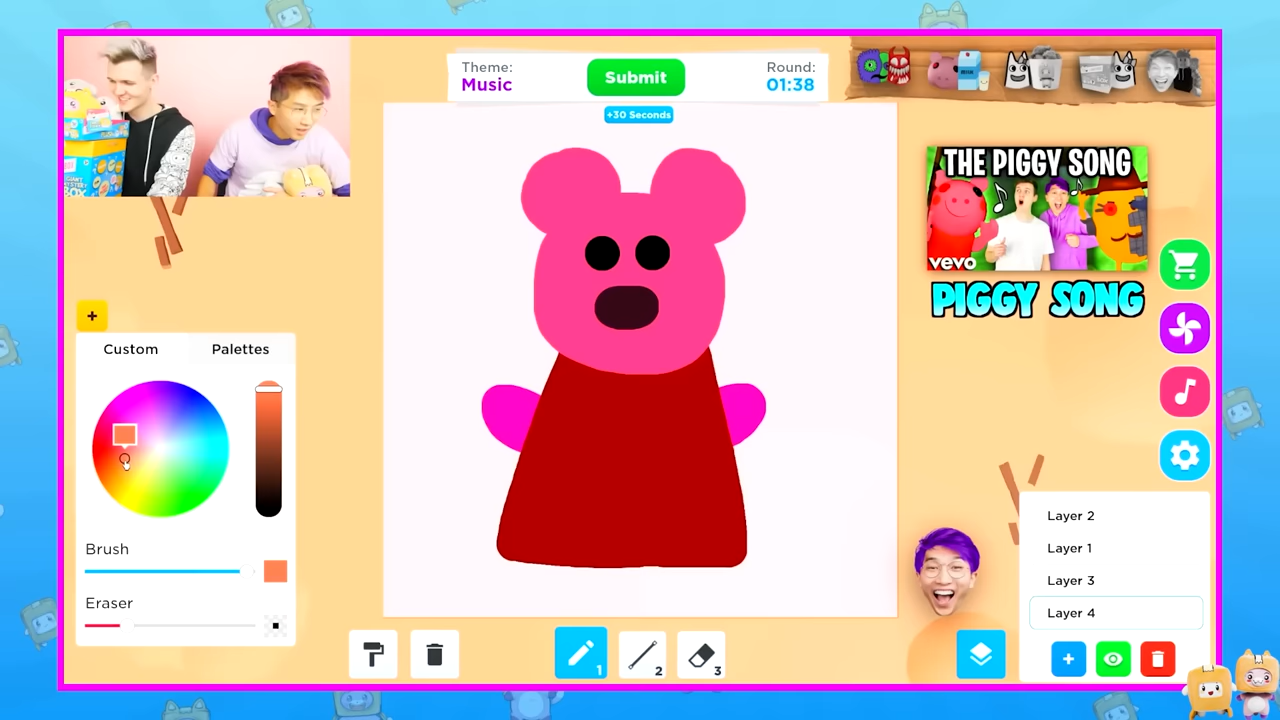 Theme:
Music
Submit
Round:
01:38
+30 Seconds
THE PIGGY SONG
vevo
PIGGY SONG
+
Custom
Palettes
Brush
Eraser
1
2
3
Layer 2
Layer 1
Layer 3
Layer 4
+